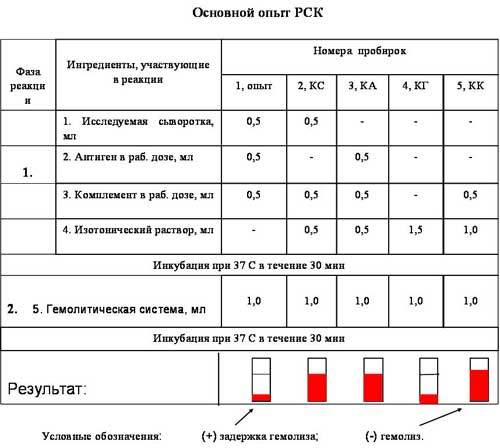 Основной опыт РСК
Фаза
реакци
и
Ингредиенты, участвующие
в реакции
Номера пробирок
1, опыт 2, КС 3, КА 4, КГ 5, КК
1.
1. Исследуемая сыворотка,
мл
0,5 0,5 - - -
2. Антиген в раб. дозе, мл 0,5 - 0,5 - -
3. Комплемент в раб. дозе, мл 0,5 0,5 0,5 - 0,5
4. Изотонический раствор, мл - 0,5 0,5 1,5 1,0
Инкубация при 37 С в течение 30 мин
2. 5. Гемолитическая система, мл 1,0 1,0 1,0 1,0 1,0
Инкубация при 37 С в течение 30 мин
Результат:
Условные обозначения: (+) задержка гемолиза; (-) гемолиз.